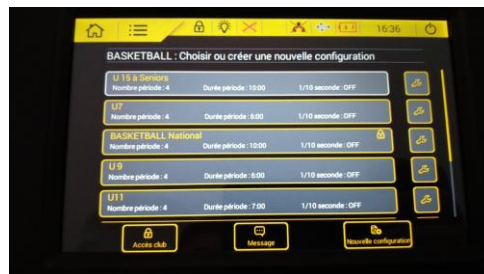 16:36
BASKETBALL : Choisir ou créer une nouvelle configuration
U 15 à Seniors
Nombre période : 4 Durée période : 10:00 1/10 seconde : OFF
U7
Nombre période : 4 Durée période : 6:00 1/10 seconde : OFF
BASKETBALL National
Nombre période : 4 Durée période : 10:00 1/10 seconde : OFF
U 9
Nombre période : 4 Durée période : 6:00 1/10 seconde : OFF
U11
Nombre période : 4 Durée période : 7:00 1/10 seconde : OFF
Accès club Message Nouvelle configuration